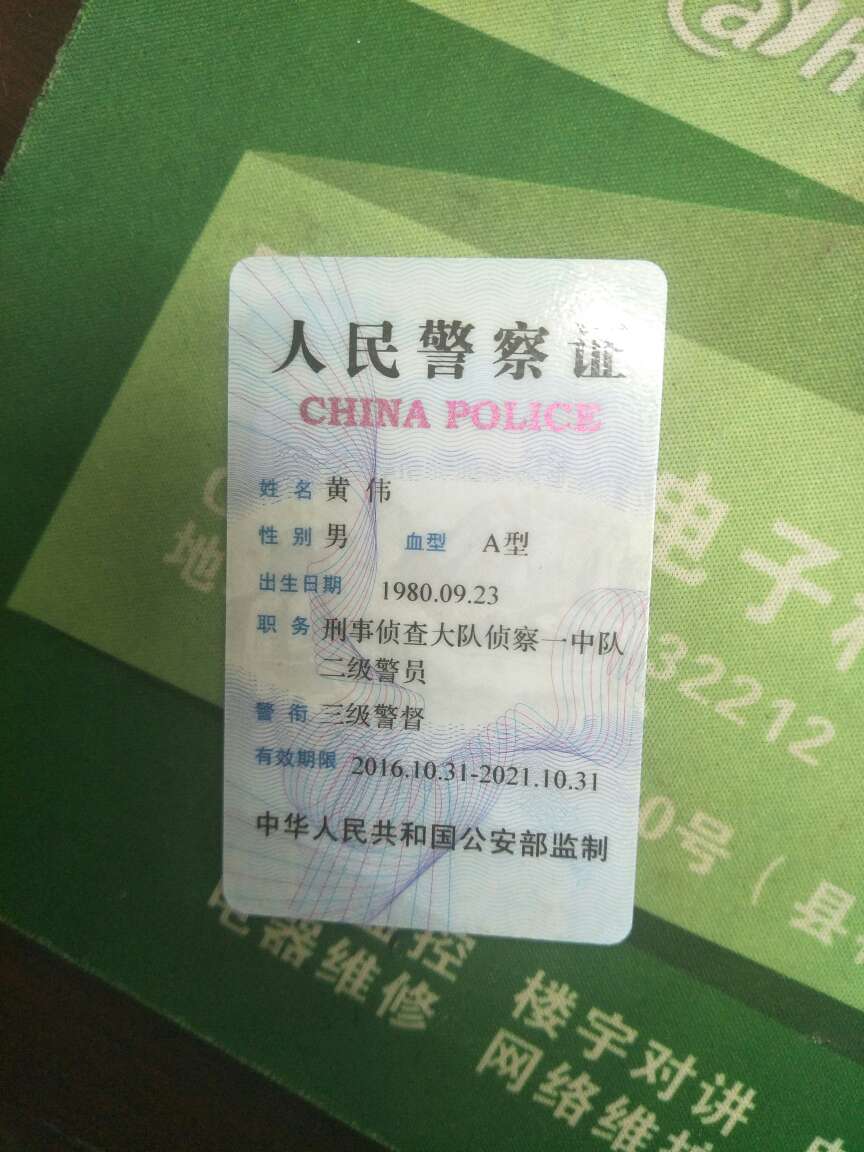 人民警察证
CHINA POLICE
姓名 黄伟
性别 男 血型 A型
出生日期 1980.09.23
职务 刑事侦查大队侦察一中队
二级警员
警衔 三级警督
有效期限 2016.10.31-2021.10.31
中华人民共和国公安部监制
电子
地
32212
0号（县
控
电器维修
楼宇对讲
网络维